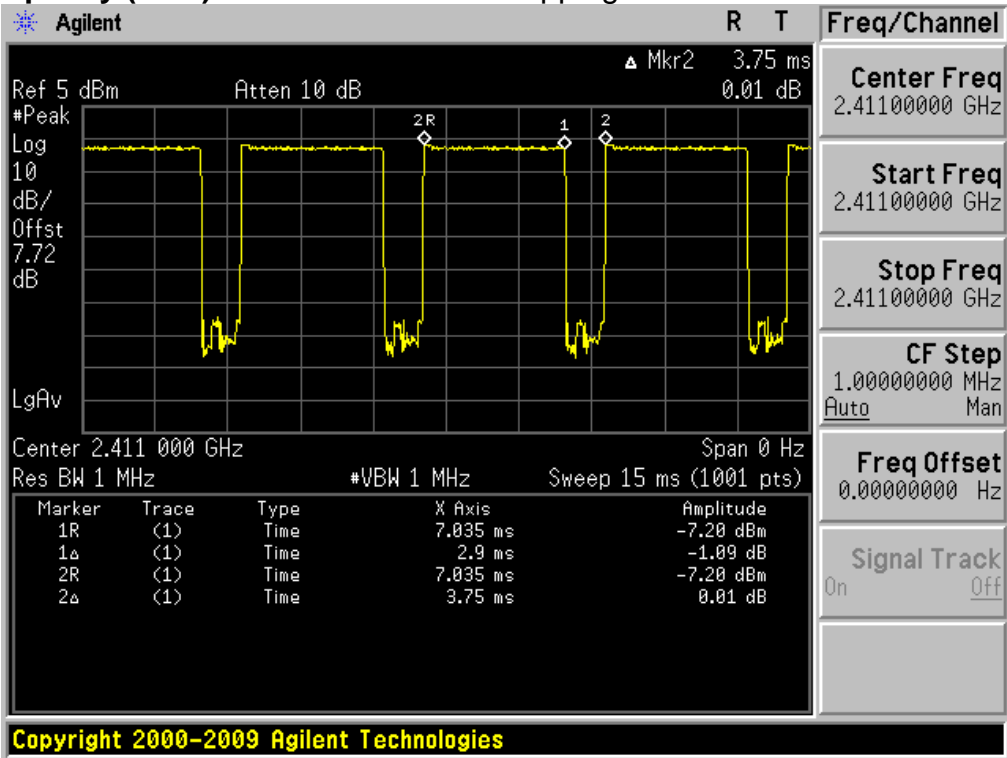 Agilent R T Freq/Channel
Δ Mkr2 3.75 ms
Ref 5 dBm Atten 10 dB 0.01 dB
#Peak
Log
10
dB/
Offst
7.72
dB
LgAv
2R 1 2
Center 2.411 000 GHz Span 0 Hz
Res BW 1 MHz #VBW 1 MHz Sweep 15 ms (1001 pts)
Marker Trace Type X Axis Amplitude
1R (1) Time 7.035 ms -7.20 dBm
1Δ (1) Time 2.9 ms -1.09 dB
2R (1) Time 7.035 ms -7.20 dBm
2Δ (1) Time 3.75 ms 0.01 dB
Center Freq
2.41100000 GHz
Start Freq
2.41100000 GHz
Stop Freq
2.41100000 GHz
CF Step
1.00000000 MHz
Auto Man
Freq Offset
0.00000000 Hz
Signal Track
On Off
Copyright 2000-2009 Agilent Technologies